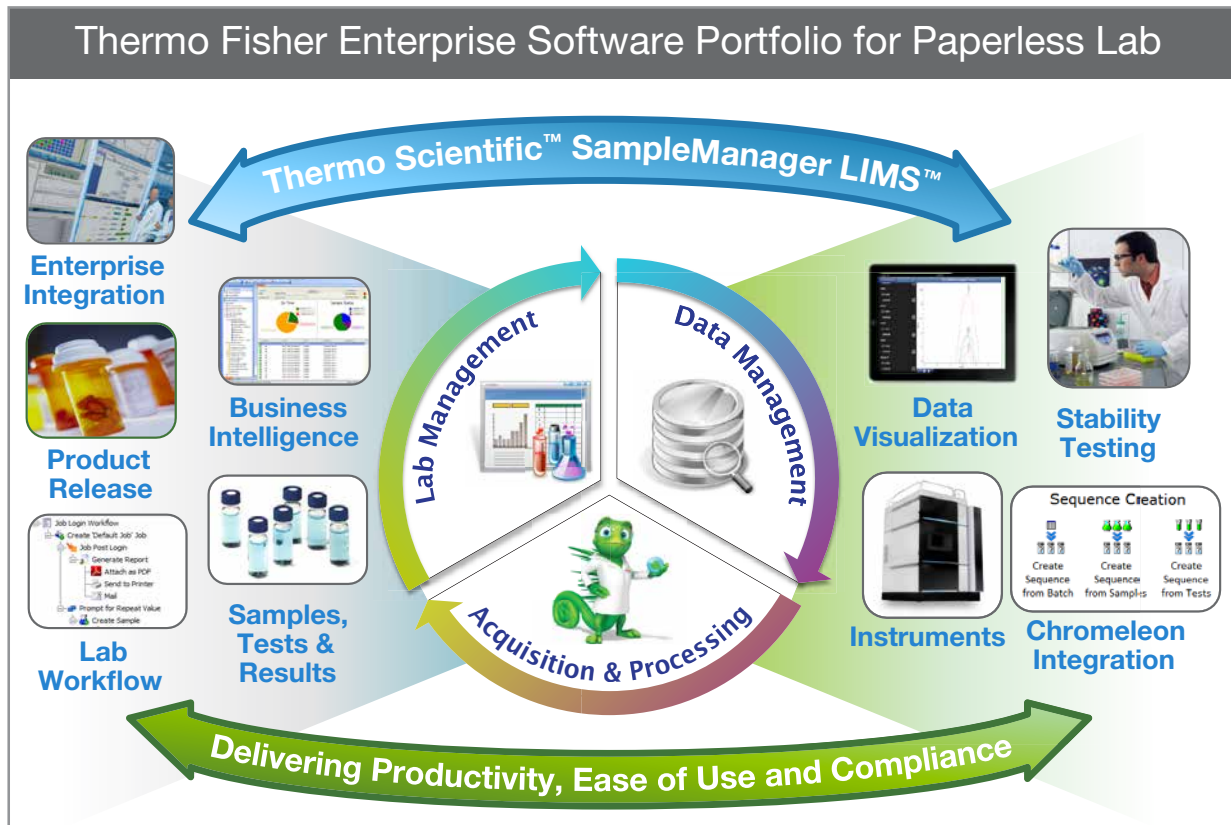 Thermo Fisher Enterprise Software Portfolio for Paperless Lab
Thermo Scientific™ SampleManager LIMS™
Enterprise
Integration
Product
Release
Job Login Workflow
Create 'Default Job' Job
Job Post Login
Generate Report
Attach as PDF
Send to Printer
Mail
Prompt for Repeat Value
Create Sample
Lab
Workflow
Business
Intelligence
Samples,
Tests &
Results
Lab Management
Data Management
Acquisition & Processing
Data
Visualization
Instruments
Stability
Testing
Sequence Creation
Create
Sequence
from Batch
Create
Sequence
from Samples
Create
Sequence
from Tests
Chromeleon
Integration
Delivering Productivity, Ease of Use and Compliance